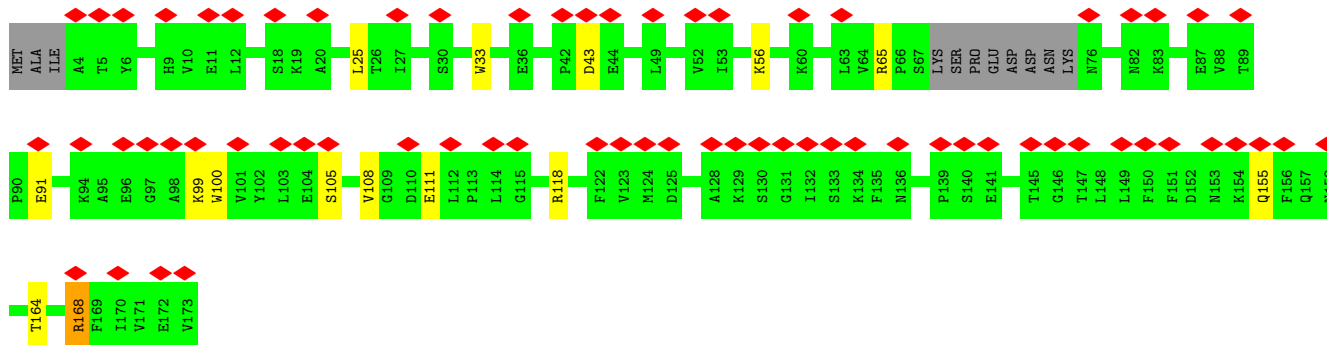 MET ALA ILE A4 T5 Y6 H9 V10 E11 L12 S18 K19 A20 L25 T26 I27 S30 W33 E36 P42 D43 E44 L49 V52 I53 K56 K60 L63 V64 R65 P66 S67 LYS SER PRO GLU ASP ASP ASN LYS N76 N82 K83 E87 V88 T89
P90 E91 K94 A95 E96 G97 A98 K99 W100 V101 Y102 L103 E104 S105 V108 G109 D110 E111 L112 P113 L114 G115 R118 F122 V123 M124 D125 A128 K129 S130 G131 I132 S133 K134 F135 N136 P139 S140 E141 T145 G146 T147 L148 L149 F150 F151 D152 N153 K154 Q155 F156 Q157
T164 R168 F169 I170 V171 E172 V173